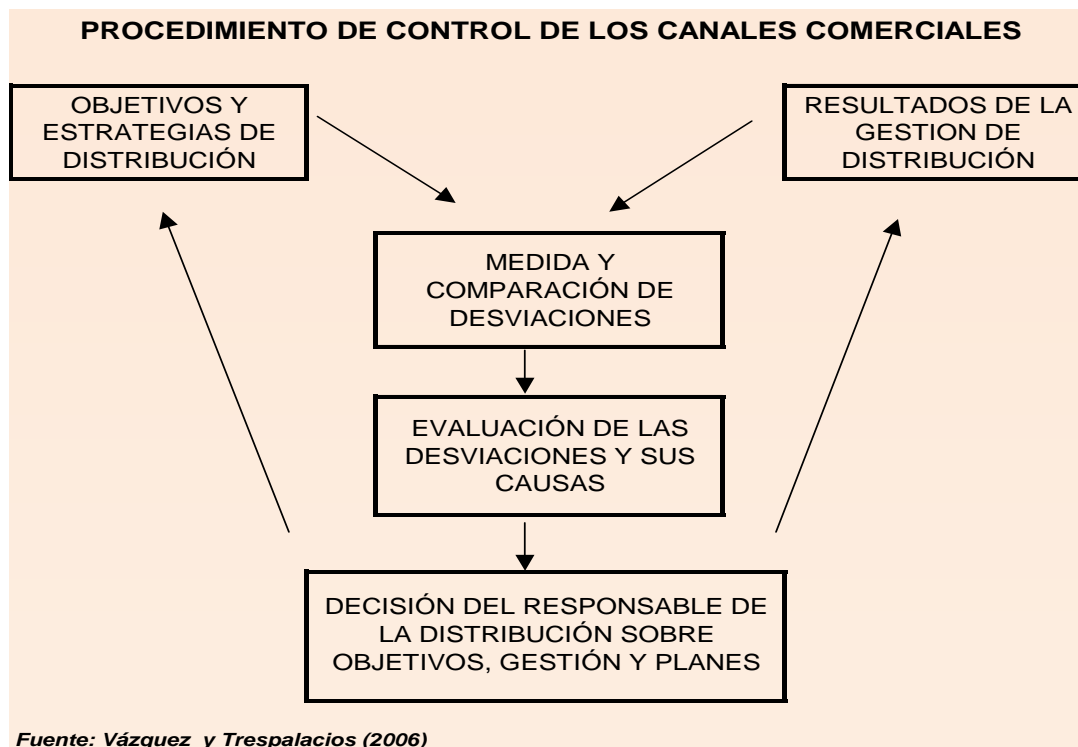 PROCEDIMIENTO DE CONTROL DE LOS CANALES COMERCIALES
OBJETIVOS Y
ESTRATEGIAS DE
DISTRIBUCIÓN
RESULTADOS DE LA
GESTION DE
DISTRIBUCIÓN
MEDIDA Y
COMPARACIÓN DE
DESVIACIONES
EVALUACIÓN DE LAS
DESVIACIONES Y SUS
CAUSAS
DECISIÓN DEL RESPONSABLE DE
LA DISTRIBUCIÓN SOBRE
OBJETIVOS, GESTIÓN Y PLANES
Fuente: Vázquez y Trespalacios (2006)